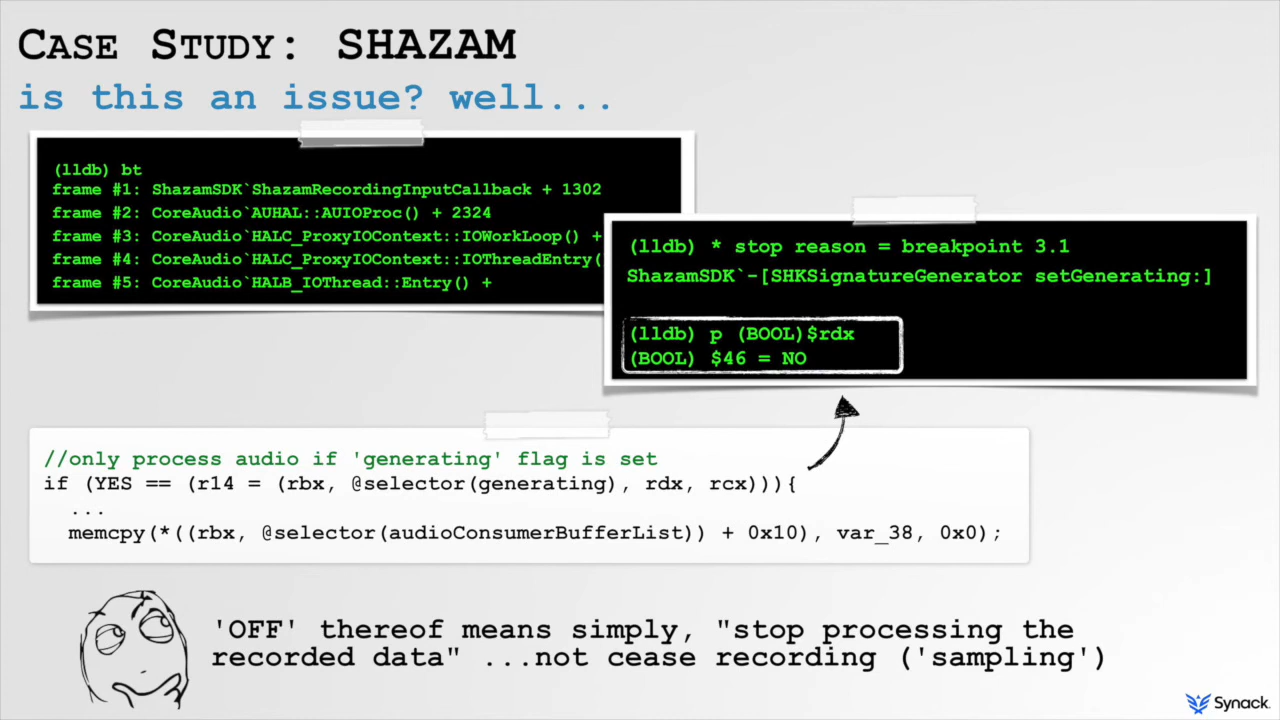 CASE STUDY: SHAZAM
is this an issue? well...
(lldb) bt
frame #1: ShazamSDK`ShazamRecordingInputCallback + 1302
frame #2: CoreAudio`AUHAL::AUIOProc() + 2324
frame #3: CoreAudio`HALC_ProxyIOContext::IOWorkLoop() +
frame #4: CoreAudio`HALC_ProxyIOContext::IOThreadEntry(
frame #5: CoreAudio`HALB_IOThread::Entry() +
(lldb) * stop reason = breakpoint 3.1
ShazamSDK`-[SHKSignatureGenerator setGenerating:]
(lldb) p (BOOL)$rdx
(BOOL) $46 = NO
//only process audio if 'generating' flag is set
if (YES == (r14 = (rbx, @selector(generating), rdx, rcx))){
...
memcpy(*((rbx, @selector(audioConsumerBufferList)) + 0x10), var_38, 0x0);
'OFF' thereof means simply, "stop processing the
recorded data" ...not cease recording ('sampling')
Synack.